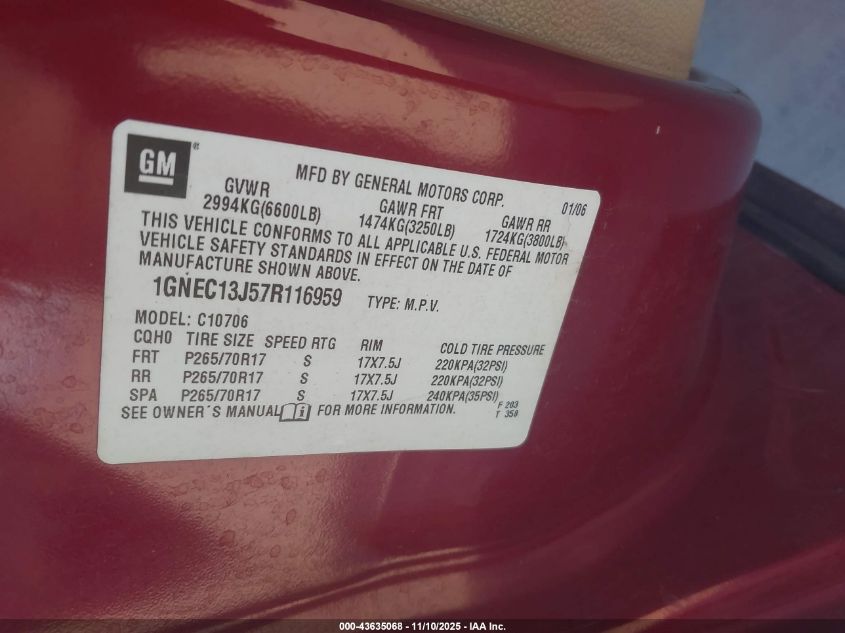 GM
MFD BY GENERAL MOTORS CORP. 01/06
GVWR GAWR FRT GAWR RR
2994KG(6600LB) 1474KG(3250LB) 1724KG(3800LB)
THIS VEHICLE CONFORMS TO ALL APPLICABLE U.S. FEDERAL MOTOR
VEHICLE SAFETY STANDARDS IN EFFECT ON THE DATE OF
MANUFACTURE SHOWN ABOVE.
1GNEC13J57R116959 TYPE: M.P.V.
MODEL: C10706
CQH0 TIRE SIZE SPEED RTG RIM COLD TIRE PRESSURE
FRT P265/70R17 S 17X7.5J 220KPA(32PSI)
RR P265/70R17 S 17X7.5J 220KPA(32PSI)
SPA P265/70R17 S 17X7.5J 240KPA(35PSI)
SEE OWNER'S MANUAL i FOR MORE INFORMATION. F 203
T 350
000-43635068 - 11/10/2025 - IAA Inc.